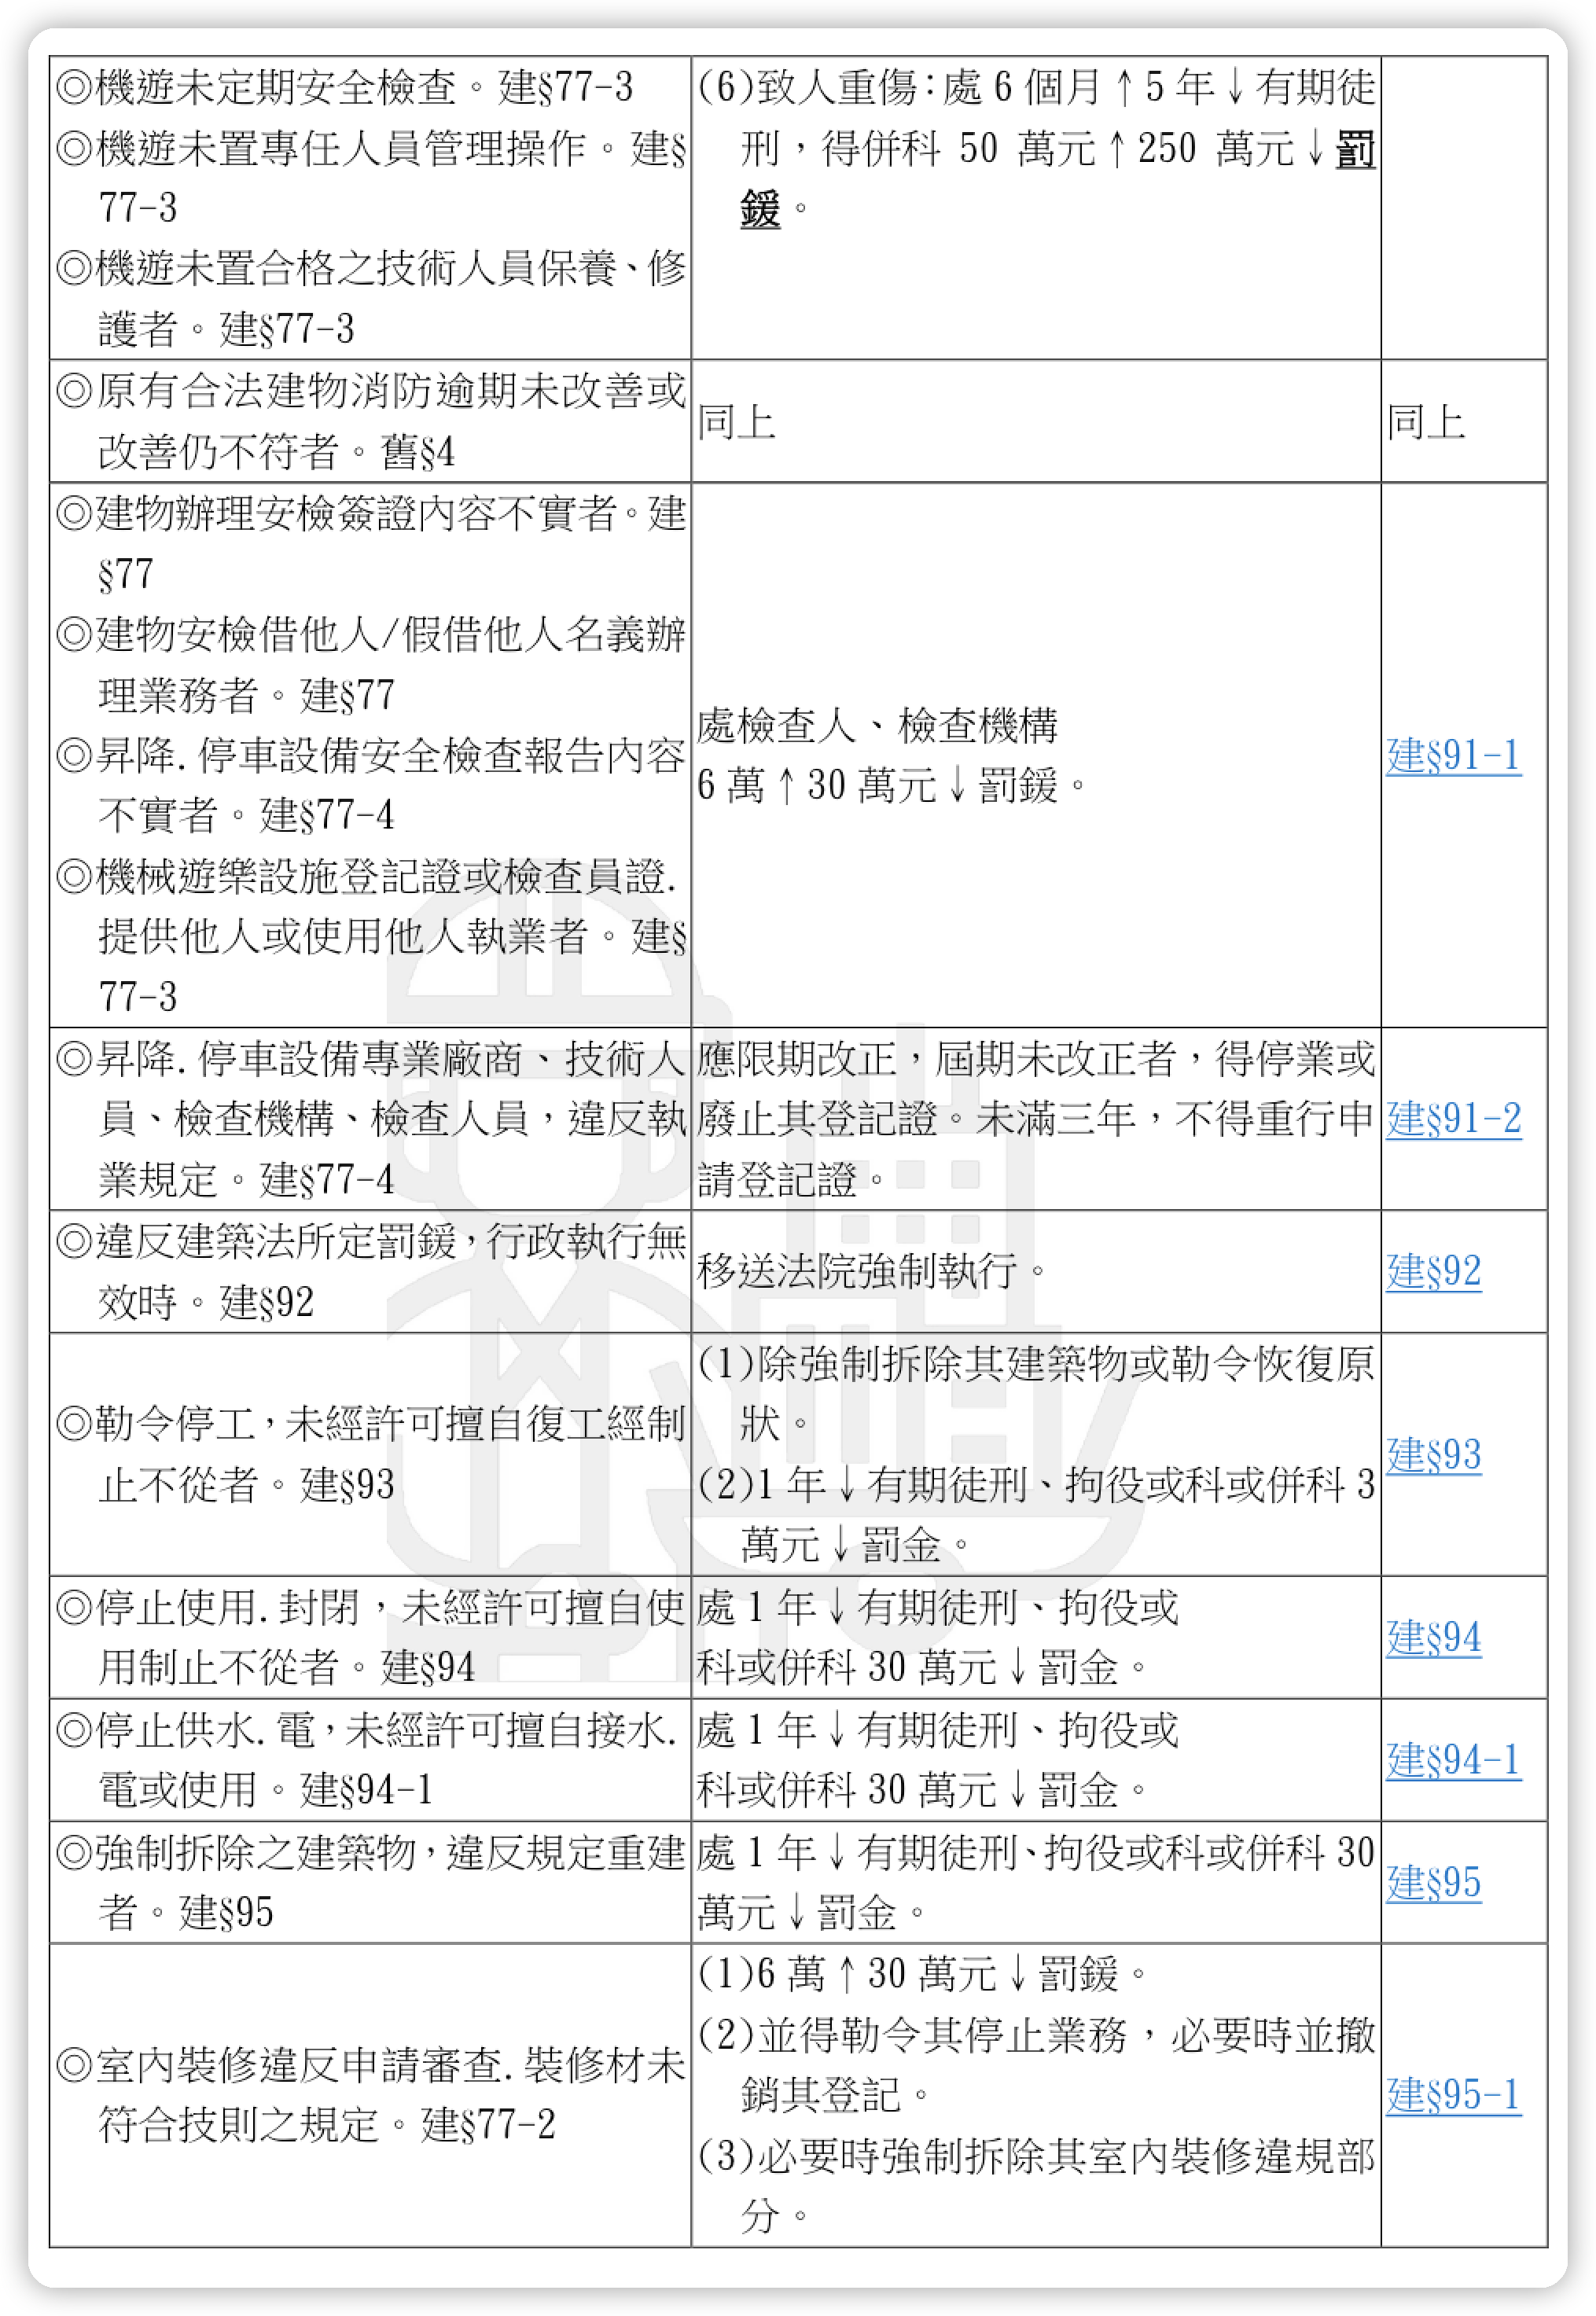 ◎機遊未定期安全檢查。建§77-3
◎機遊未置專任人員管理操作。建§
77-3
◎機遊未置合格之技術人員保養、修
護者。建§77-3
(6)致人重傷:處 6 個月↑5 年↓有期徒
刑，得併科 50 萬元↑250 萬元↓罰
鍰。
◎原有合法建物消防逾期未改善或
改善仍不符者。舊§4
同上
同上
◎建物辦理安檢簽證內容不實者。建
§77
◎建物安檢借他人/假借他人名義辦
理業務者。建§77
◎昇降.停車設備安全檢查報告內容
不實者。建§77-4
◎機械遊樂設施登記證或檢查員證.
提供他人或使用他人執業者。建§
77-3
處檢查人、檢查機構
6 萬↑30 萬元↓罰鍰。
建§91-1
◎昇降.停車設備專業廠商、技術人
員、檢查機構、檢查人員，違反執
業規定。建§77-4
應限期改正，屆期未改正者，得停業或
廢止其登記證。未滿三年，不得重行申
請登記證。
建§91-2
◎違反建築法所定罰鍰，行政執行無
效時。建§92
移送法院強制執行。
建§92
◎勒令停工，未經許可擅自復工經制
止不從者。建§93
(1)除強制拆除其建築物或勒令恢復原
狀。
(2)1 年↓有期徒刑、拘役或科或併科 3
萬元↓罰金。
建§93
◎停止使用.封閉，未經許可擅自使
用制止不從者。建§94
處 1 年↓有期徒刑、拘役或
科或併科 30 萬元↓罰金。
建§94
◎停止供水.電，未經許可擅自接水.
電或使用。建§94-1
處 1 年↓有期徒刑、拘役或
科或併科 30 萬元↓罰金。
建§94-1
◎強制拆除之建築物，違反規定重建
者。建§95
處 1 年↓有期徒刑、拘役或科或併科 30
萬元↓罰金。
建§95
◎室內裝修違反申請審查.裝修材未
符合技則之規定。建§77-2
(1)6 萬↑30 萬元↓罰鍰。
(2)並得勒令其停止業務，必要時並撤
銷其登記。
(3)必要時強制拆除其室內裝修違規部
分。
建§95-1